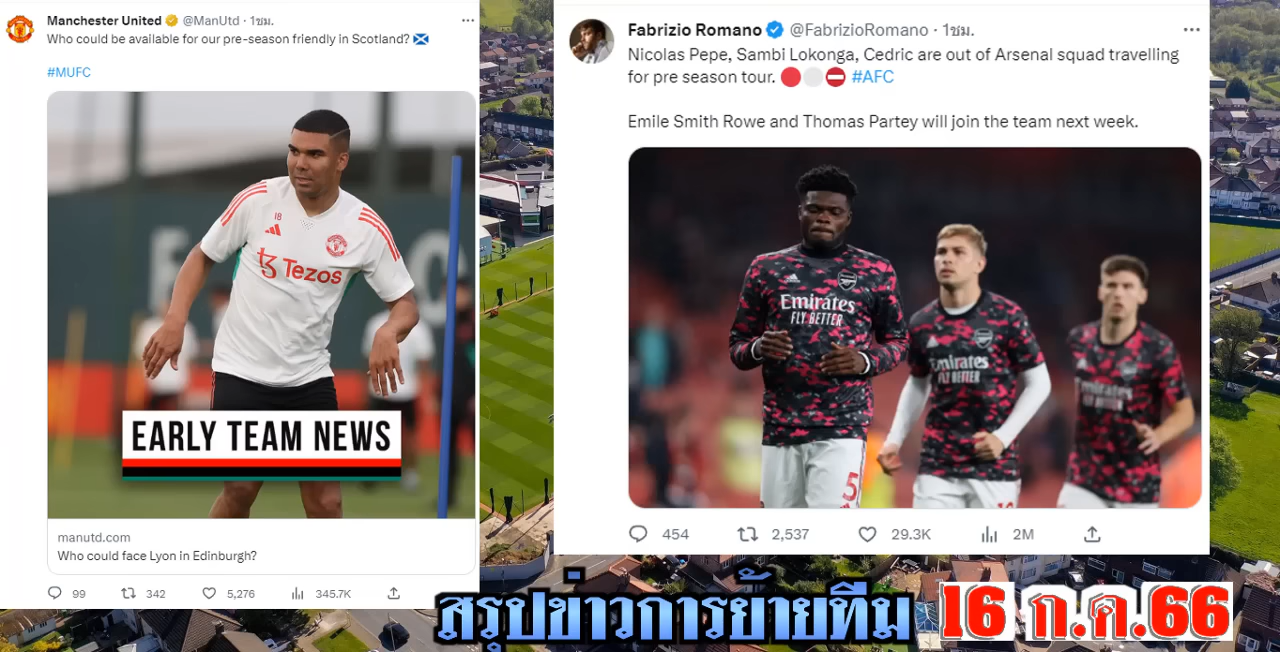 Manchester United @ManUtd · 1ชม.
Who could be available for our pre-season friendly in Scotland?
#MUFC
18
Tezos
EARLY TEAM NEWS
manutd.com
Who could face Lyon in Edinburgh?
99 342 5,276 345.7K
Fabrizio Romano @FabrizioRomano · 1ชม.
Nicolas Pepe, Sambi Lokonga, Cedric are out of Arsenal squad travelling
for pre season tour. #AFC
Emile Smith Rowe and Thomas Partey will join the team next week.
Emirates
FLY BETTER
5
Emirates
FLY BETTER
454 2,537 29.3K 2M
สรุปข่าวการย้ายทีม 16 ก.ค.66